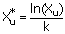 X*u = ln(Xu) / k